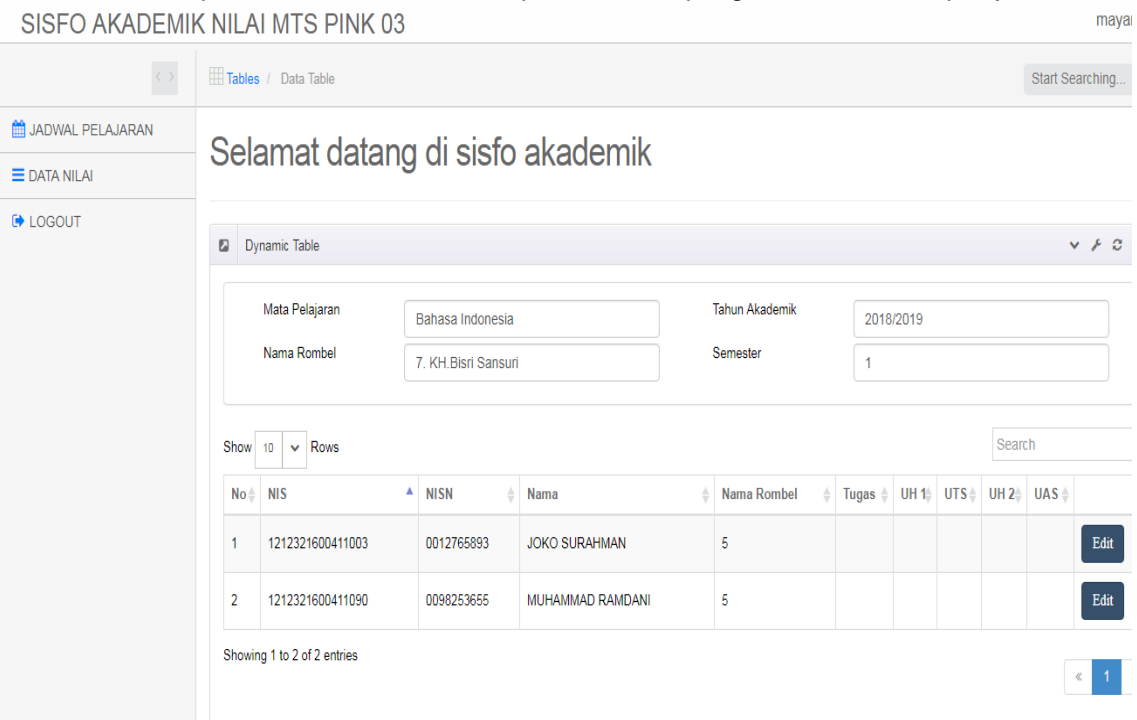 SISFO AKADEMIK NILAI MTS PINK 03
Tables / Data Table
Start Searching...
JADWAL PELAJARAN
DATA NILAI
LOGOUT
Selamat datang di sisfo akademik
Dynamic Table
Mata Pelajaran Bahasa Indonesia Tahun Akademik 2018/2019
Nama Rombel 7. KH.Bisri Sansuri Semester 1
Show 10 Rows Search
No NIS NISN Nama Nama Rombel Tugas UH 1 UTS UH 2 UAS
1 1212321600411003 0012765893 JOKO SURAHMAN 5 Edit
2 1212321600411090 0098253655 MUHAMMAD RAMDANI 5 Edit
Showing 1 to 2 of 2 entries
« 1